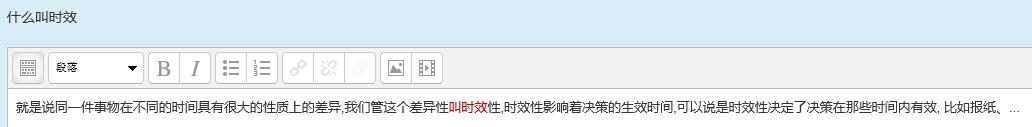 什么叫时效
段落 B I
就是说同一件事物在不同的时间具有很大的性质上的差异,我们管这个差异性叫时效性,时效性影响着决策的生效时间,可以说是时效性决定了决策在那些时间内有效, 比如报纸、...